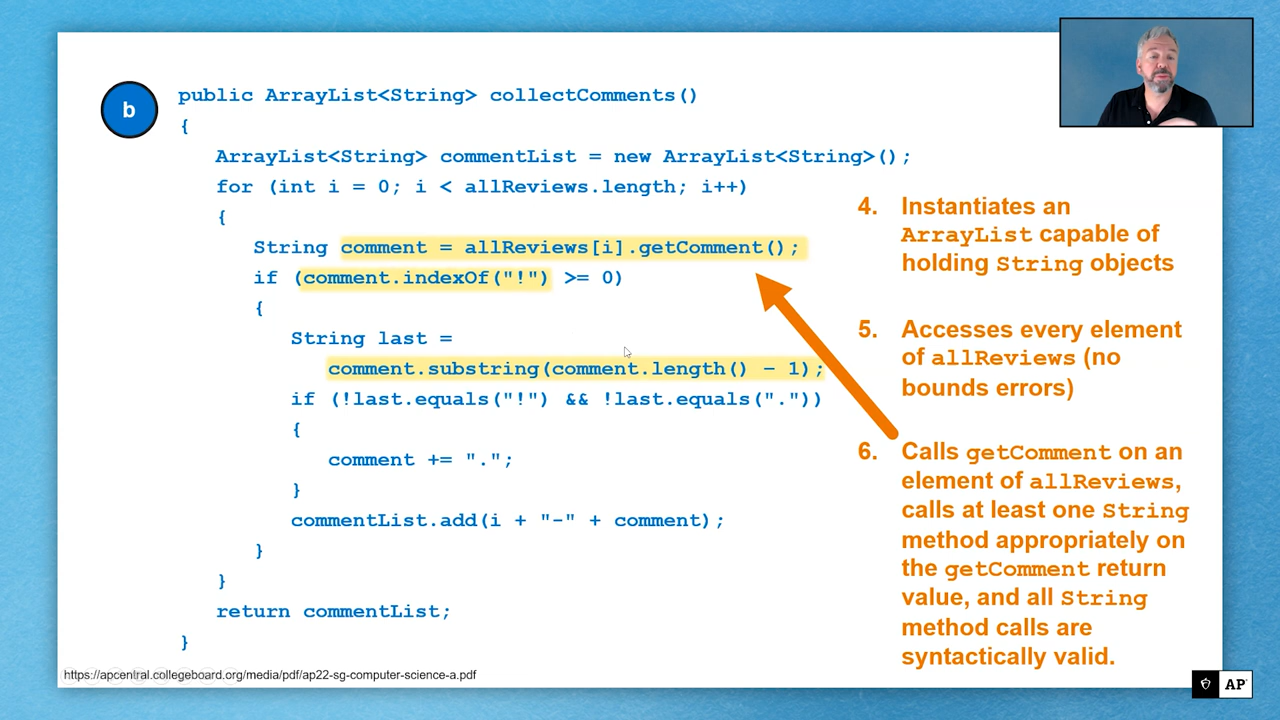 b
public ArrayList<String> collectComments()
{
ArrayList<String> commentList = new ArrayList<String>();
for (int i = 0; i < allReviews.length; i++)
{
String comment = allReviews[i].getComment();
if (comment.indexOf("!") >= 0)
{
String last =
comment.substring(comment.length() - 1);
if (!last.equals("!") && !last.equals("."))
{
comment += ".";
}
commentList.add(i + "-" + comment);
}
}
return commentList;
}
4. Instantiates an
ArrayList capable of
holding String objects
5. Accesses every element
of allReviews (no
bounds errors)
6. Calls getComment on an
element of allReviews,
calls at least one String
method appropriately on
the getComment return
value, and all String
method calls are
syntactically valid.
https://apcentral.collegeboard.org/media/pdf/ap22-sg-computer-science-a.pdf
AP